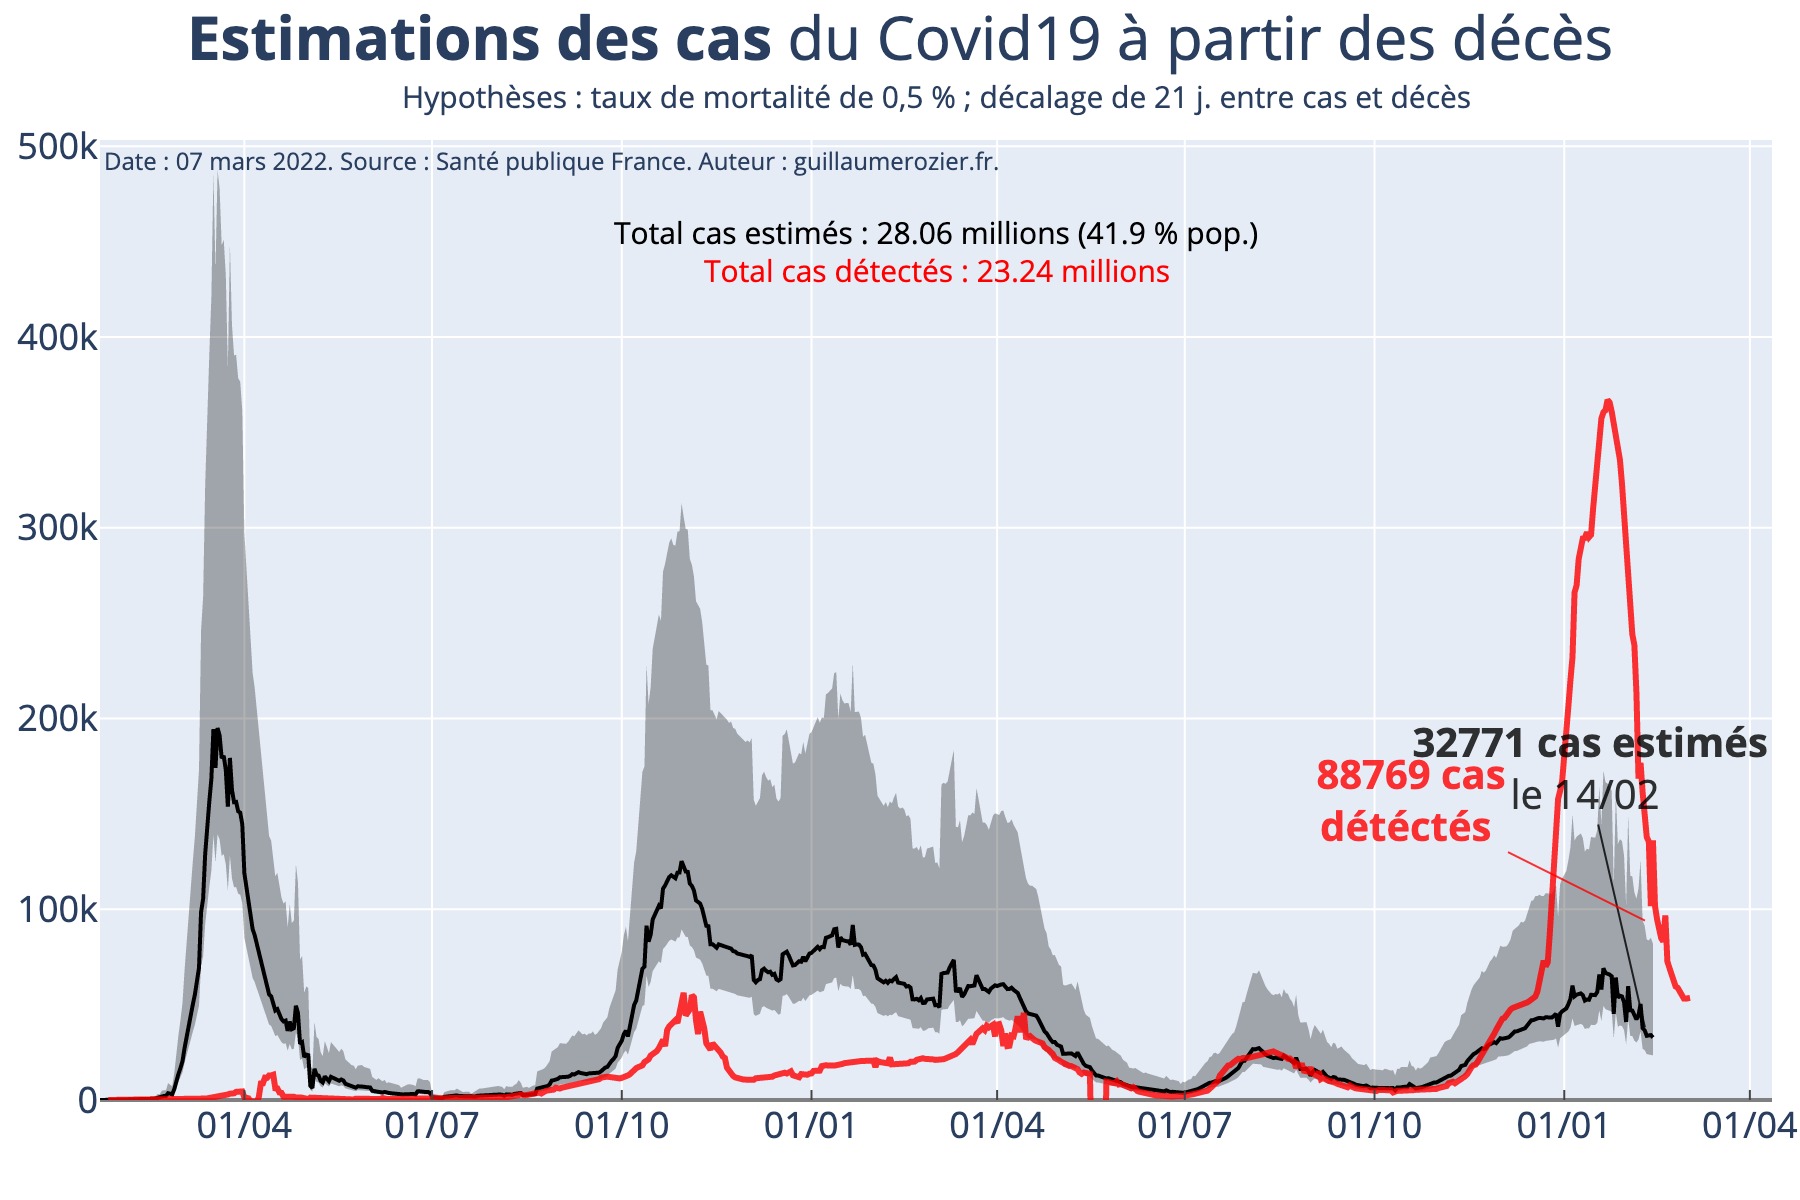 Estimations des cas du Covid19 à partir des décès
Hypothèses : taux de mortalité de 0,5 % ; décalage de 21 j. entre cas et décès
500k
Date : 07 mars 2022. Source : Santé publique France. Auteur : guillaumerozier.fr.
Total cas estimés : 28.06 millions (41.9 % pop.)
Total cas détectés : 23.24 millions
400k
300k
200k
32771 cas estimés
le 14/02
88769 cas
détéctés
100k
0
01/04
01/07
01/10
01/01
01/04
01/07
01/10
01/01
01/04